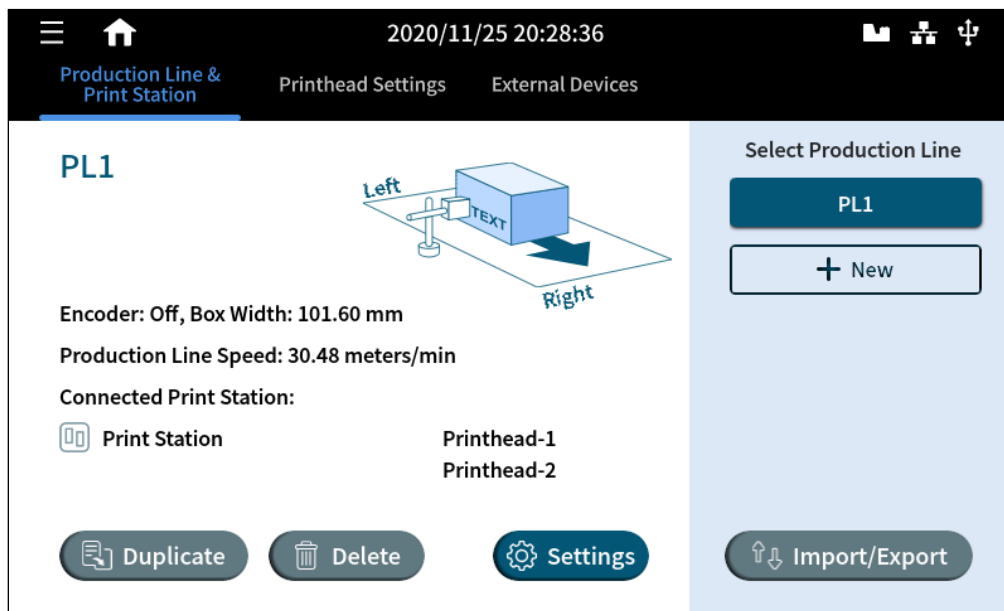 2020/11/25 20:28:36
Production Line &
Print Station
Printhead Settings
External Devices
PL1
Left
TEXT
Right
Encoder: Off, Box Width: 101.60 mm
Production Line Speed: 30.48 meters/min
Connected Print Station:
Print Station
Printhead-1
Printhead-2
Duplicate
Delete
Settings
Select Production Line
PL1
+ New
Import/Export